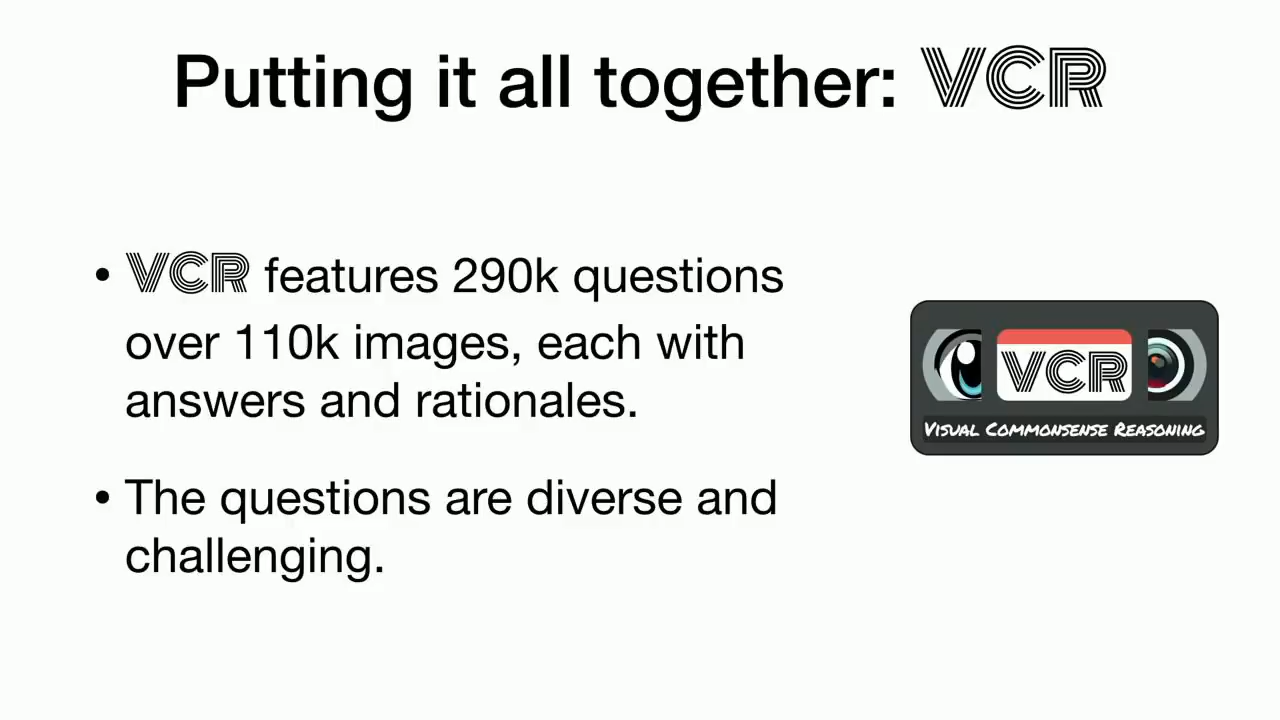 Putting it all together: VCR
• VCR features 290k questions
over 110k images, each with
answers and rationales.
• The questions are diverse and
challenging.
VCR
VISUAL COMMONSENSE REASONING